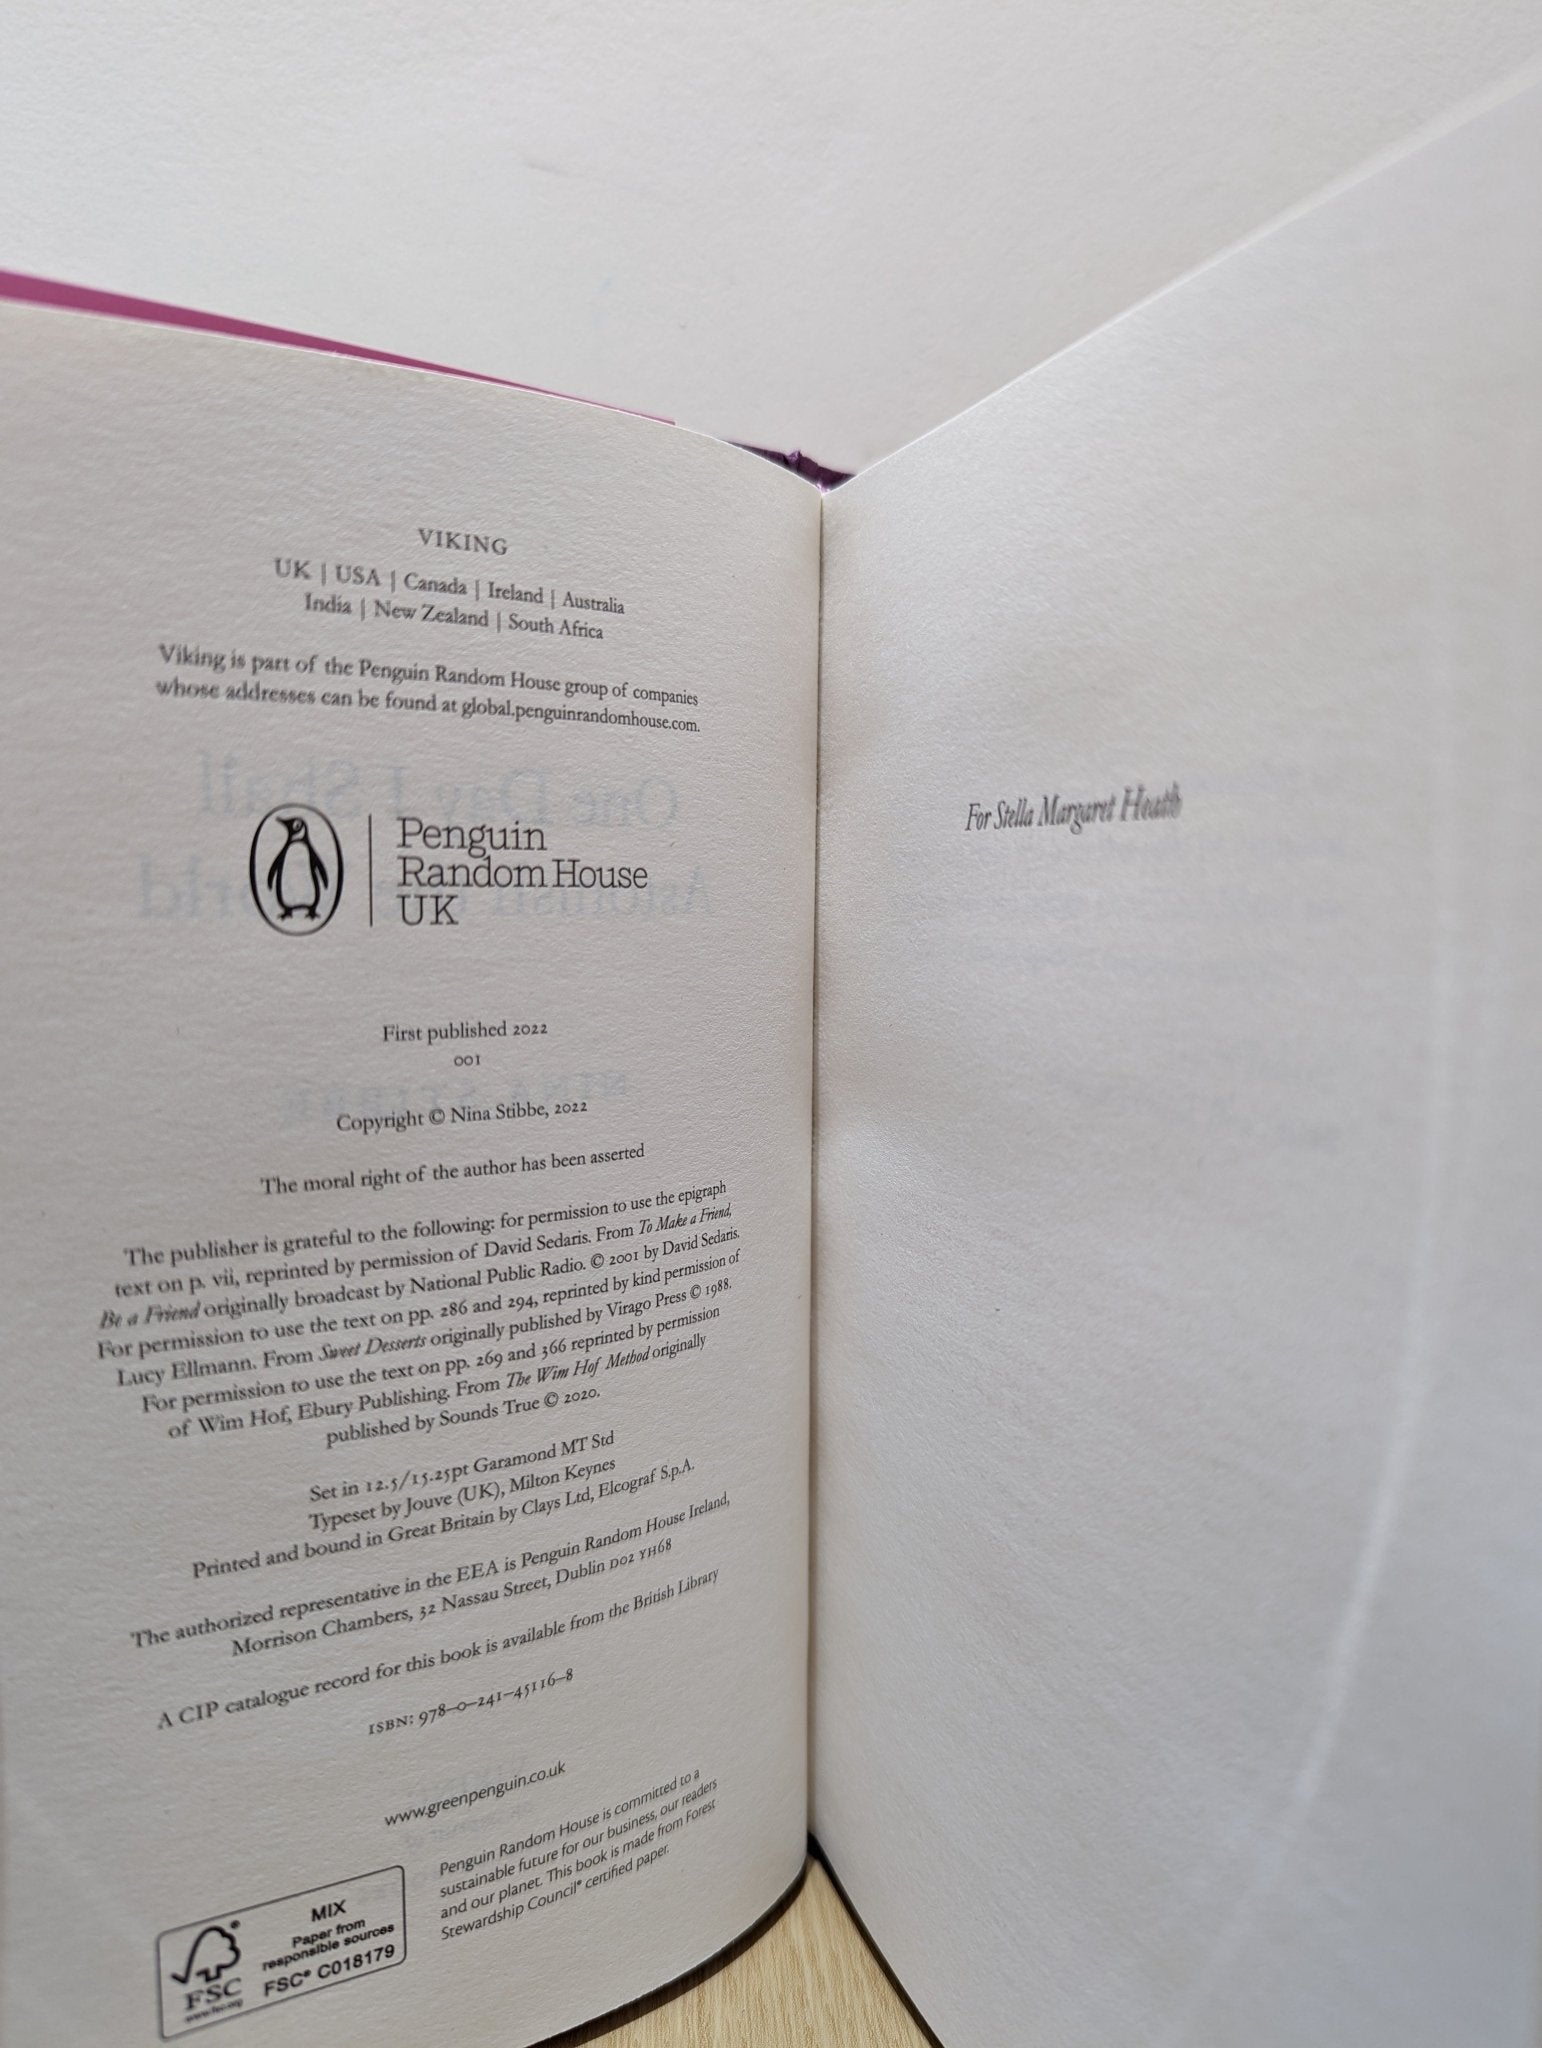 VIKING
UK | USA | Canada | Ireland | Australia
India | New Zealand | South Africa
Viking is part of the Penguin Random House group of companies
whose addresses can be found at global.penguinrandomhouse.com.
Penguin
Random House
UK
First published 2022
001
Copyright © Nina Stibbe, 2022
The moral right of the author has been asserted
The publisher is grateful to the following: for permission to use the epigraph
text on p. vii, reprinted by permission of David Sedaris. From To Make a Friend,
Be a Friend originally broadcast by National Public Radio. © 2001 by David Sedaris.
For permission to use the text on pp. 286 and 294, reprinted by kind permission of
Lucy Ellmann. From Sweet Desserts originally published by Virago Press © 1988.
For permission to use the text on pp. 269 and 366 reprinted by permission
of Wim Hof, Ebury Publishing. From The Wim Hof Method originally
published by Sounds True © 2020.
Set in 12.5/15.25pt Garamond MT Std
Typeset by Jouve (UK), Milton Keynes
Printed and bound in Great Britain by Clays Ltd, Elcograf S.p.A.
The authorized representative in the EEA is Penguin Random House Ireland,
Morrison Chambers, 32 Nassau Street, Dublin D02 YH68
A CIP catalogue record for this book is available from the British Library
ISBN: 978–0–241–45116–8
www.greenpenguin.co.uk
MIX
Paper from
responsible sources
FSC® C018179
FSC
www.fsc.org
Penguin Random House is committed to a
sustainable future for our business, our readers
and our planet. This book is made from Forest
Stewardship Council® certified paper.
For Stella Margaret Heath